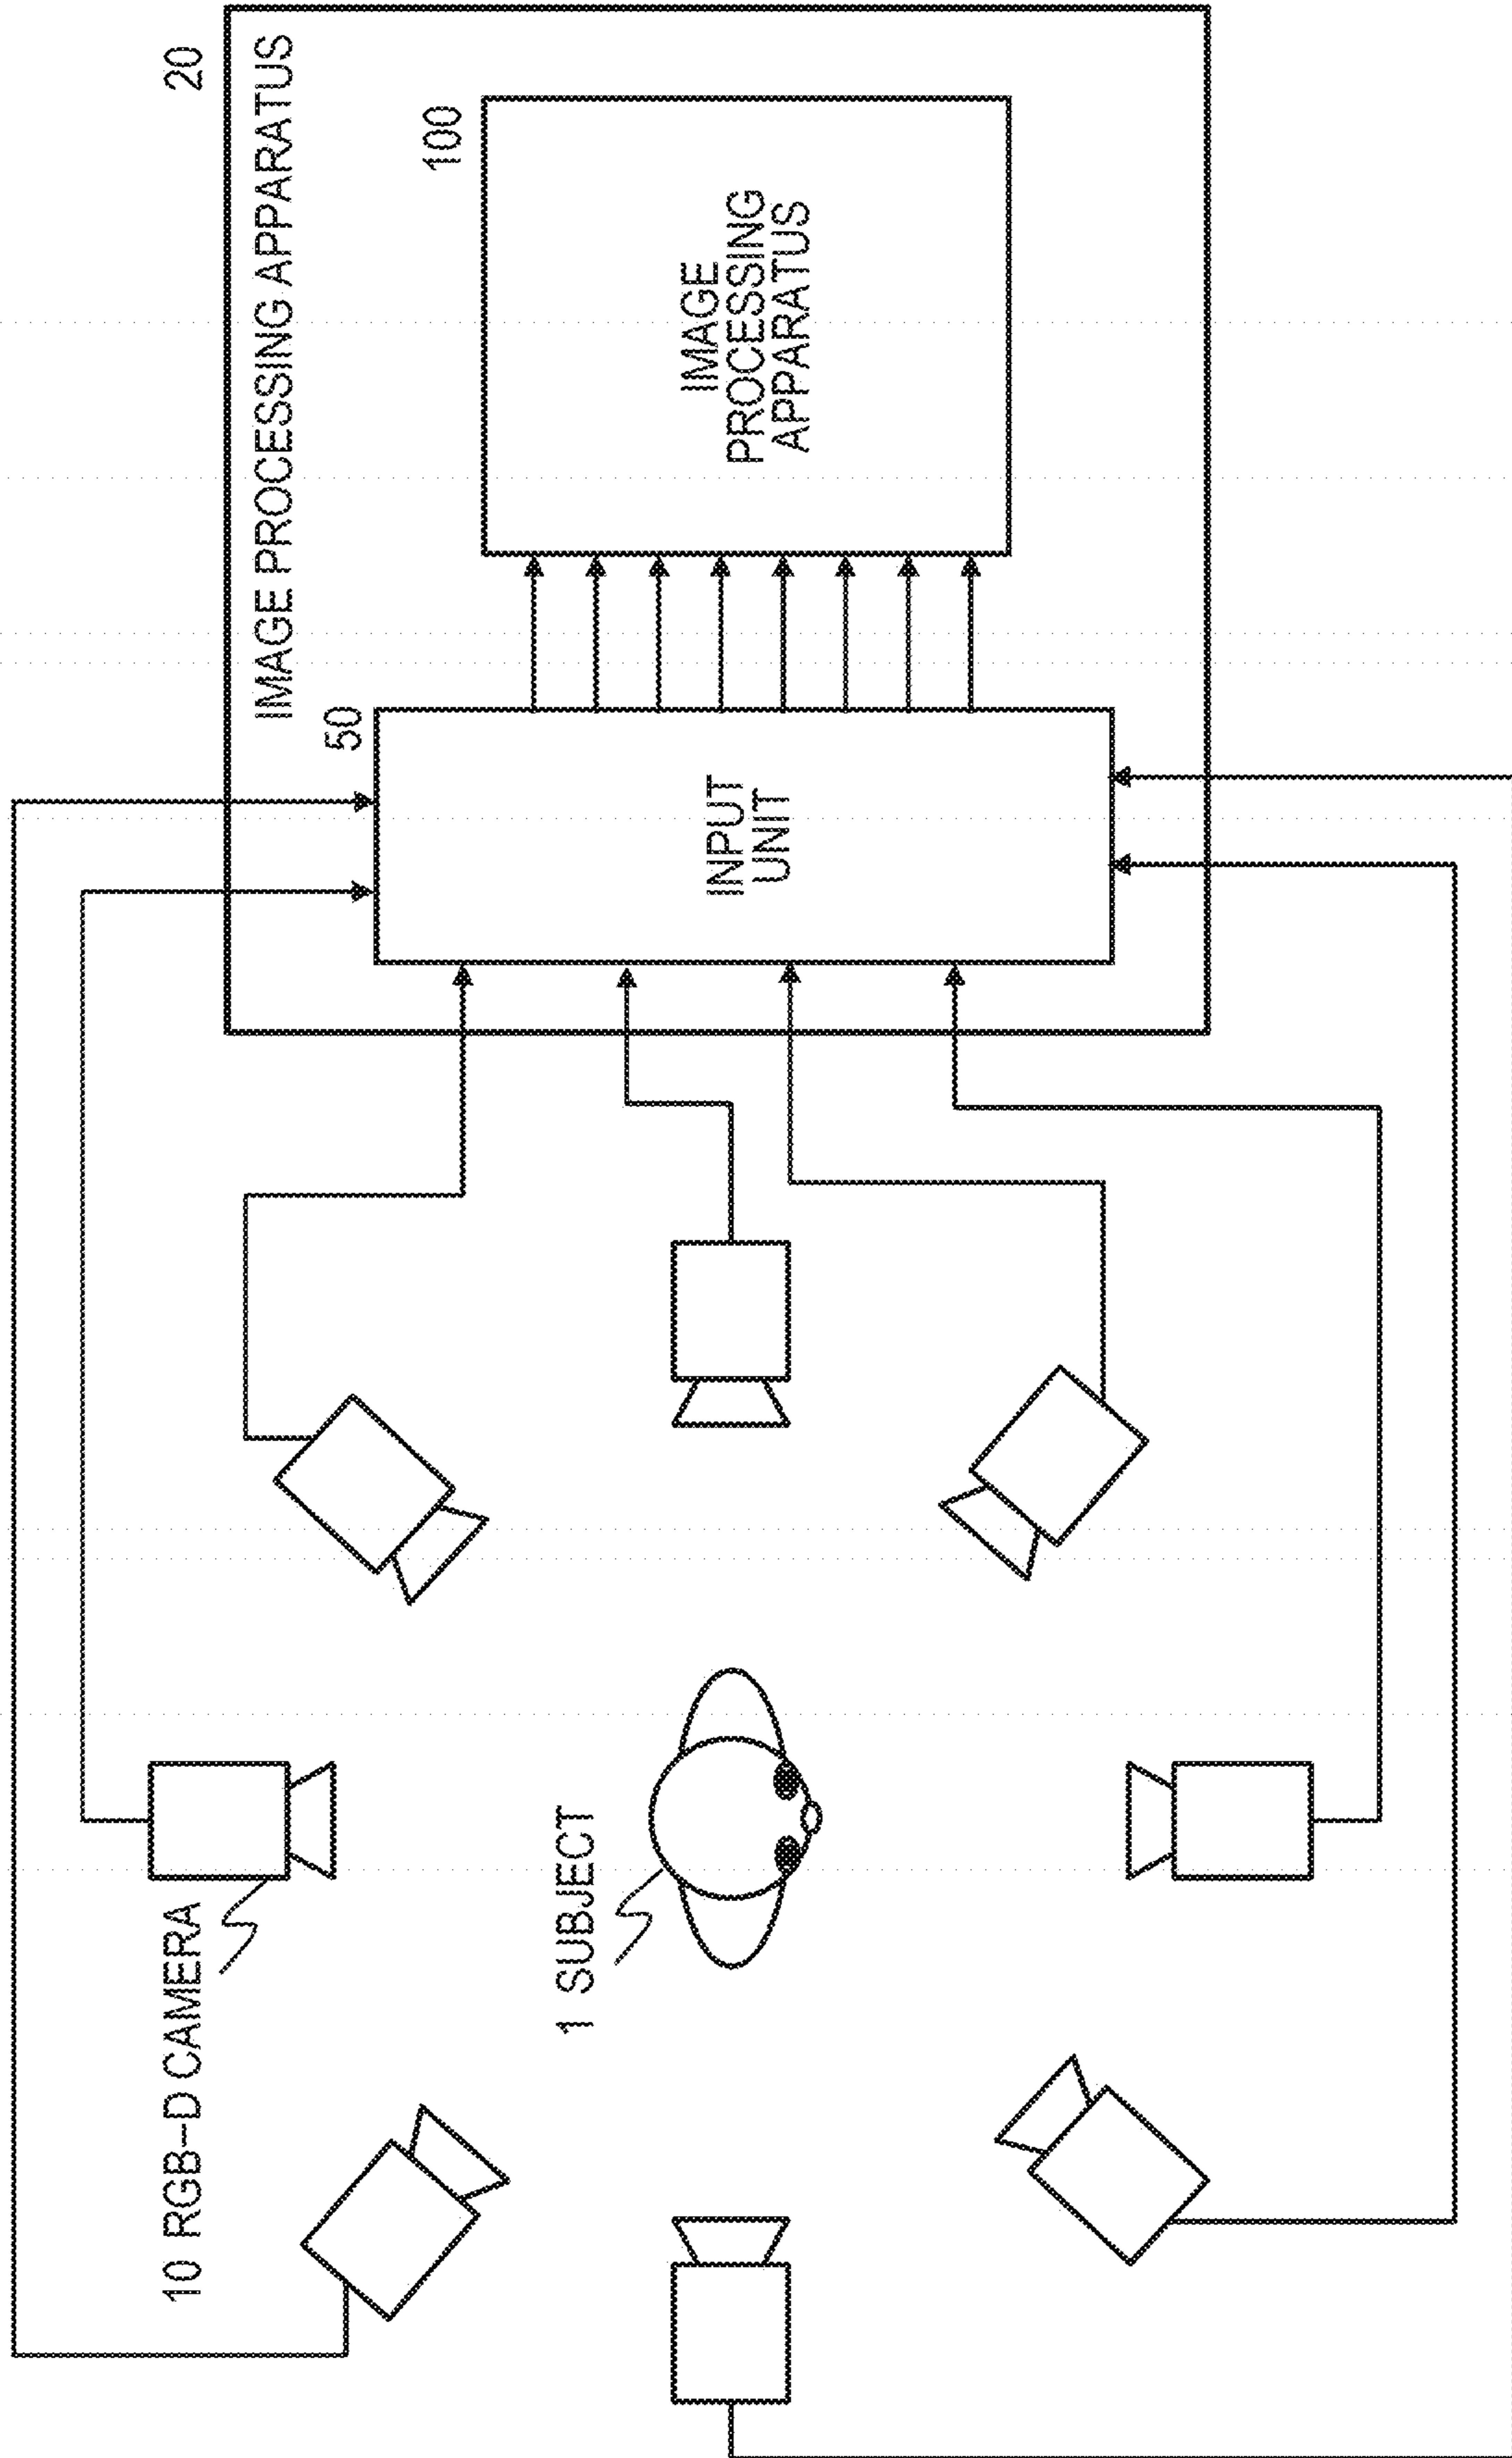 20
IMAGE PROCESSING APPARATUS
100
IMAGE
PROCESSING
APPARATUS
50
INPUT
UNIT
10 RGB-D CAMERA
1 SUBJECT